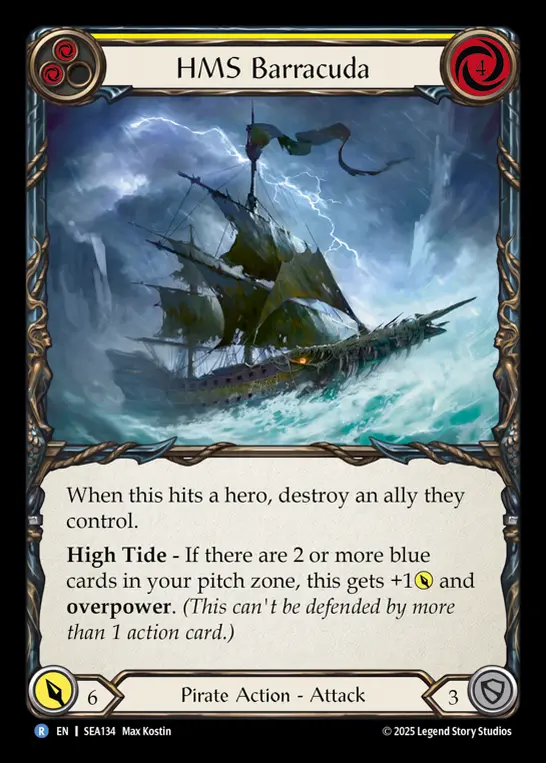 HMS Barracuda
4
When this hits a hero, destroy an ally they
control.
High Tide - If there are 2 or more blue
cards in your pitch zone, this gets +1 and
overpower. (This can't be defended by more
than 1 action card.)
6
Pirate Action - Attack
3
R EN SEA134 Max Kostin
© 2025 Legend Story Studios